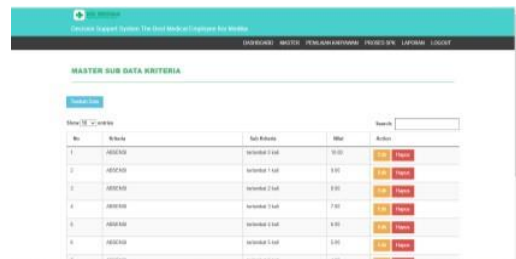 Decision Support System The Best Medical Employee
DASHBOARD MASTER PENILAIAN KARYAWAN PROSES SPK LAPORAN LOGOUT
MASTER SUB DATA KRITERIA
Tambah Data
Show 10 entries Search:
No Kriteria Sub Kriteria Nilai Action
1 ABSENSI terlambat 0 kali 10.00 Edit Hapus
2 ABSENSI terlambat 1 kali 9.00 Edit Hapus
3 ABSENSI terlambat 2 kali 8.00 Edit Hapus
4 ABSENSI terlambat 3 kali 7.00 Edit Hapus
5 ABSENSI terlambat 4 kali 6.00 Edit Hapus
6 ABSENSI terlambat 5 kali 5.00 Edit Hapus